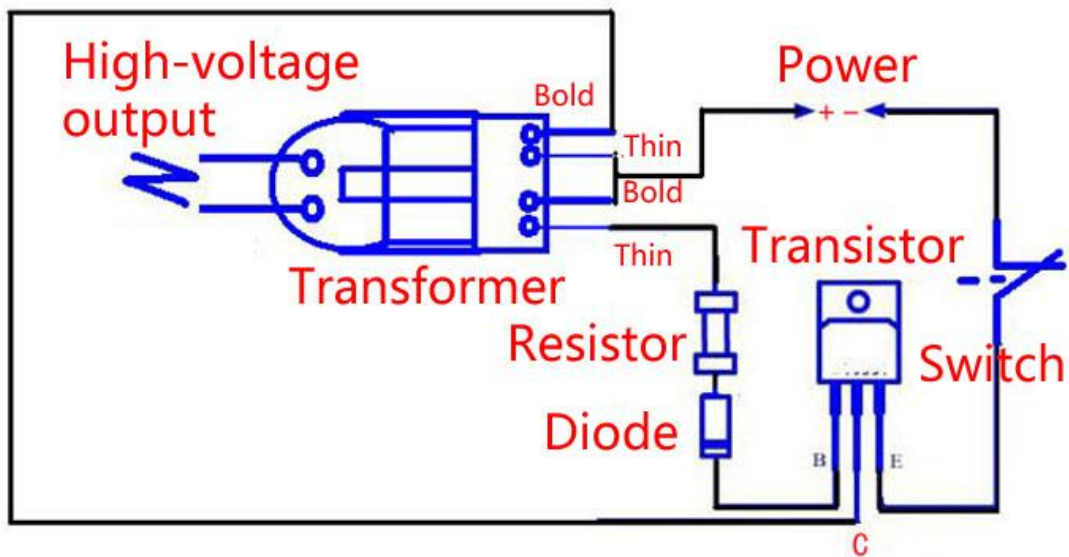 High-voltage
output
Power
+ -
Bold
Thin
Bold
Thin
Transformer
Transistor
Resistor
Switch
Diode
B
E
C